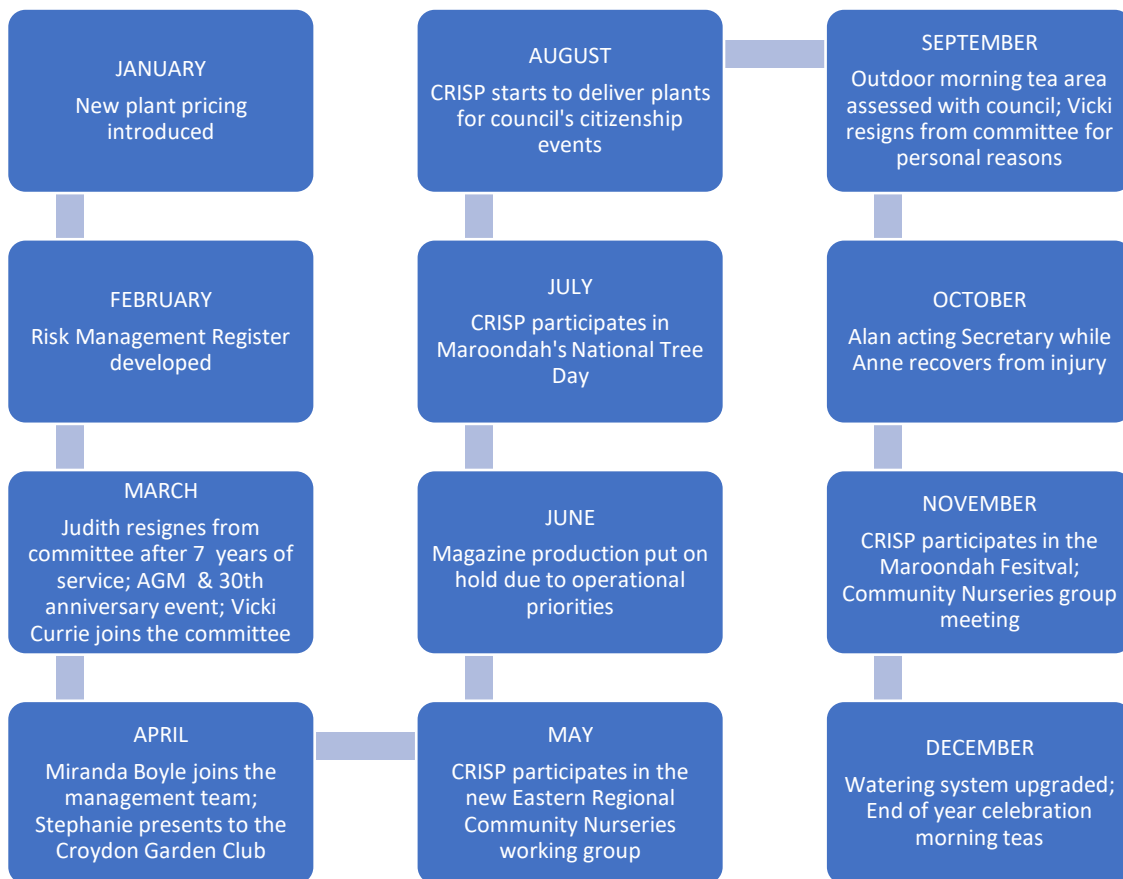 JANUARY
New plant pricing
introduced
FEBRUARY
Risk Management Register
developed
MARCH
Judith resignes from
committee after 7 years of
service; AGM & 30th
anniversary event; Vicki
Currie joins the committee
APRIL
Miranda Boyle joins the
management team;
Stephanie presents to the
Croydon Garden Club
MAY
CRISP participates in the
new Eastern Regional
Community Nurseries
working group
JUNE
Magazine production put on
hold due to operational
priorities
JULY
CRISP participates in
Maroondah's National Tree
Day
AUGUST
CRISP starts to deliver plants
for council's citizenship
events
SEPTEMBER
Outdoor morning tea area
assessed with council; Vicki
resigns from committee for
personal reasons
OCTOBER
Alan acting Secretary while
Anne recovers from injury
NOVEMBER
CRISP participates in the
Maroondah Fesitval;
Community Nurseries group
meeting
DECEMBER
Watering system upgraded;
End of year celebration
morning teas